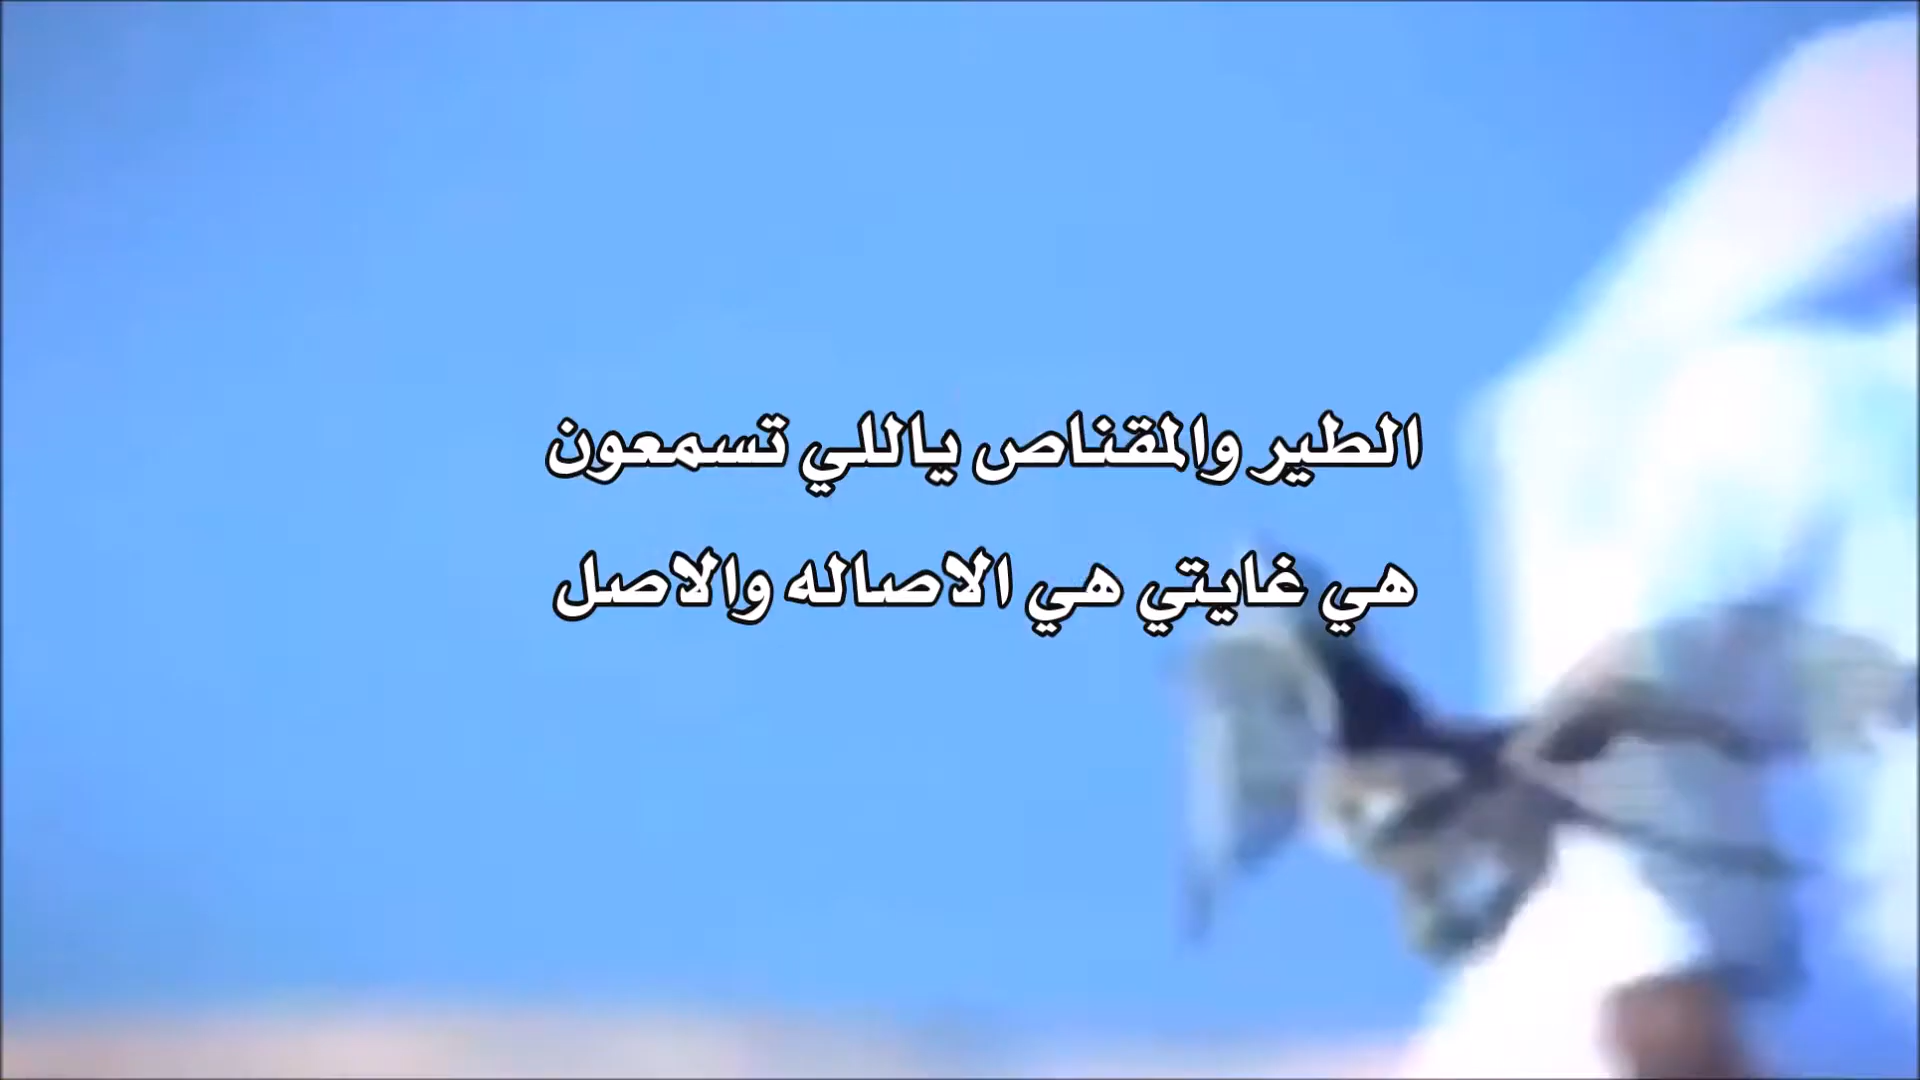 الطير والمقناص ياللي تسمعون
هي غايتي هي الاصاله والاصل